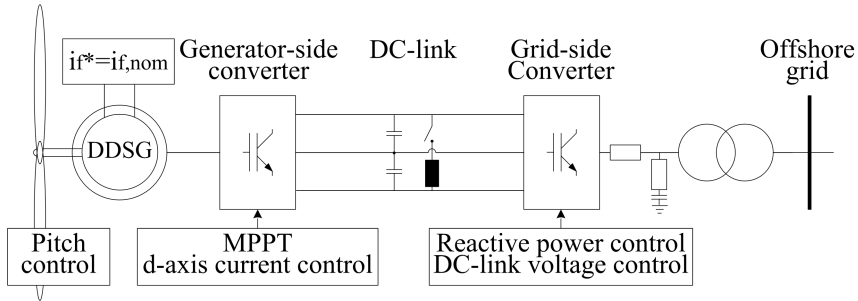 if*=if,nom
Generator-side
converter
DC-link
Grid-side
Converter
Offshore
grid
DDSG
Pitch
control
MPPT
d-axis current control
Reactive power control
DC-link voltage control